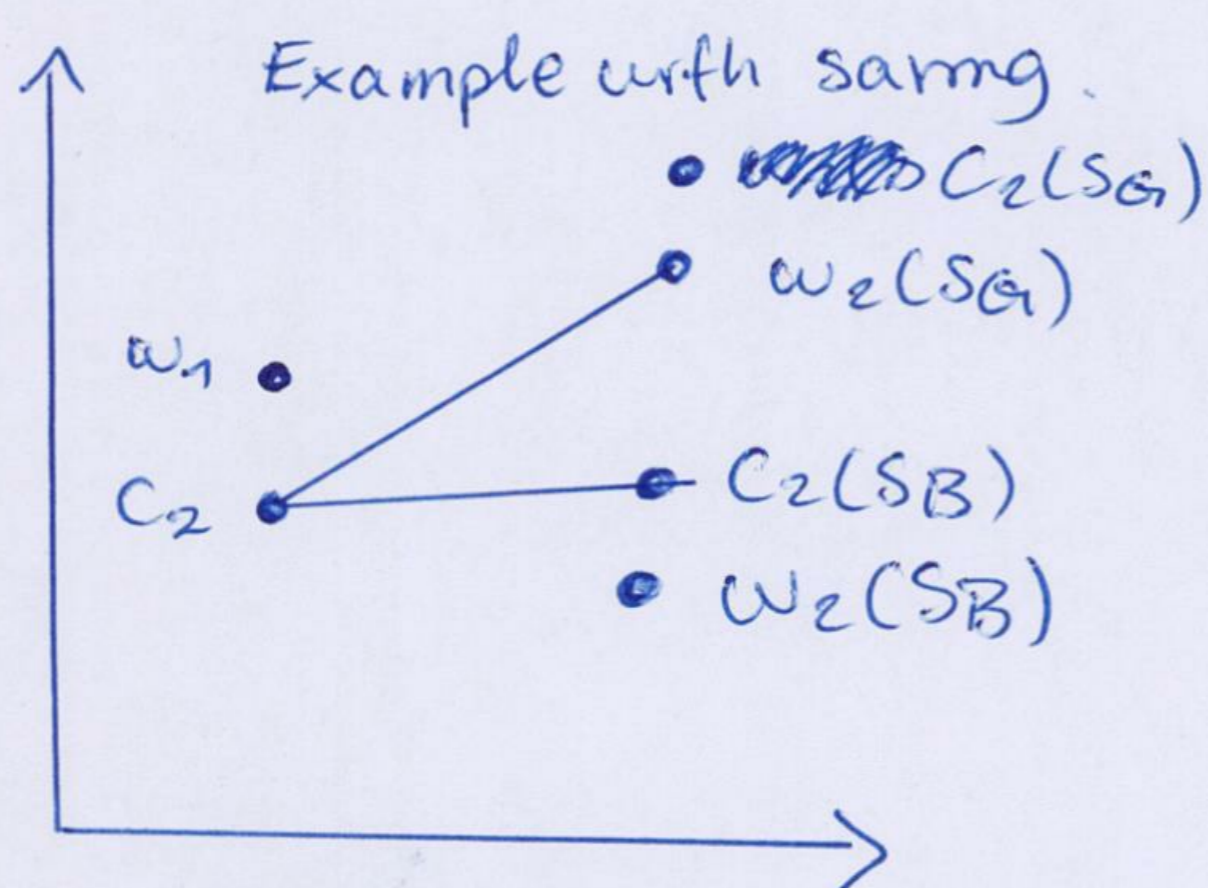 Example with saving.
C₂(SG)
w₂(SG)
w₁
C₂
C₂(SB)
w₂(SB)